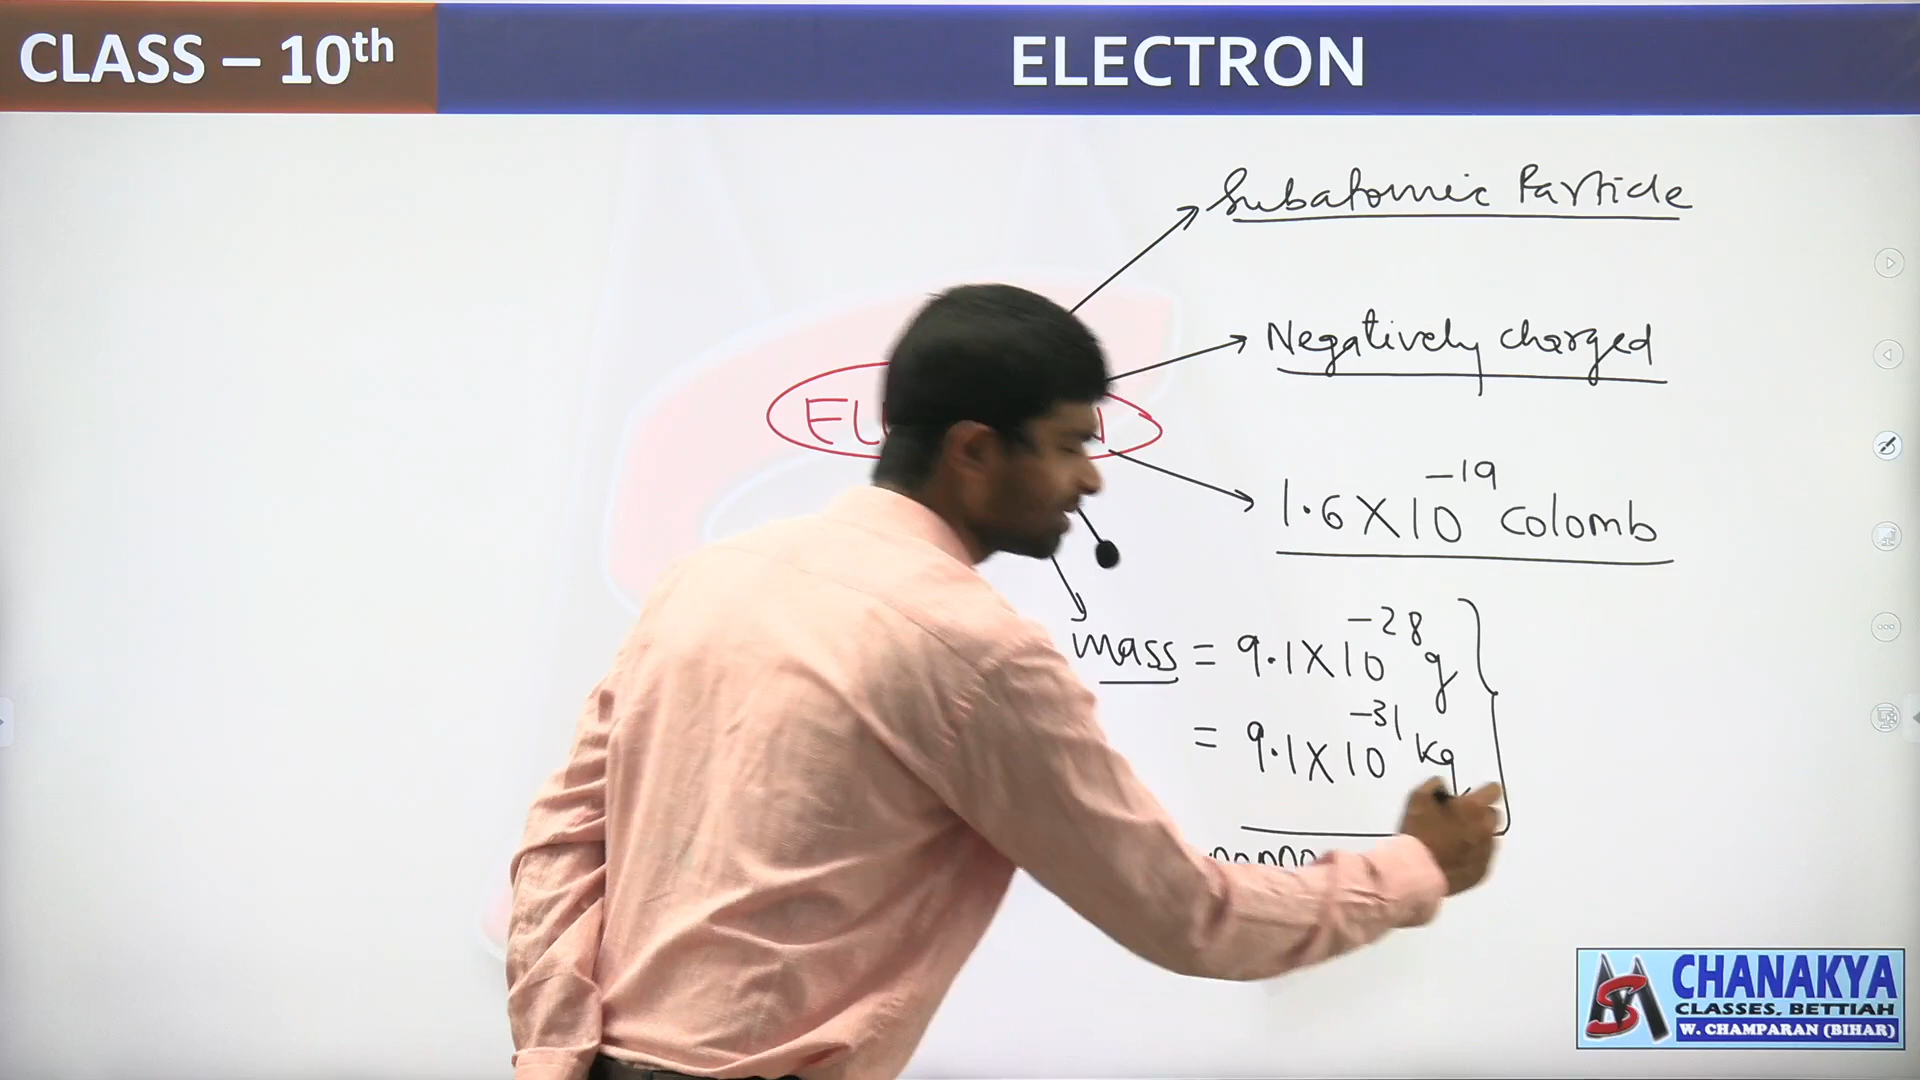 CLASS – 10th
ELECTRON
Subatomic Particle
Negatively charged
1.6 X 10⁻¹⁹ colomb
mass = 9.1 X 10⁻²⁸ g
= 9.1 X 10⁻³¹ kg
CHANAKYA
CLASSES, BETTIAH
W. CHAMPARAN (BIHAR)